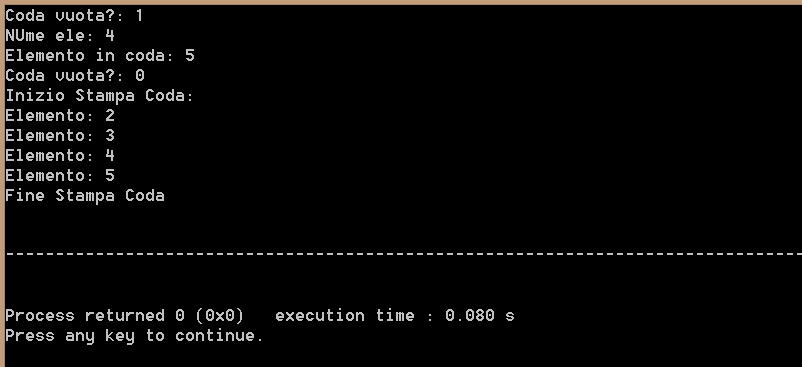 Coda vuota?: 1
NUme ele: 4
Elemento in coda: 5
Coda vuota?: 0
Inizio Stampa Coda:
Elemento: 2
Elemento: 3
Elemento: 4
Elemento: 5
Fine Stampa Coda
--------------------------------------------------------------------------------
Process returned 0 (0x0)   execution time : 0.080 s
Press any key to continue.